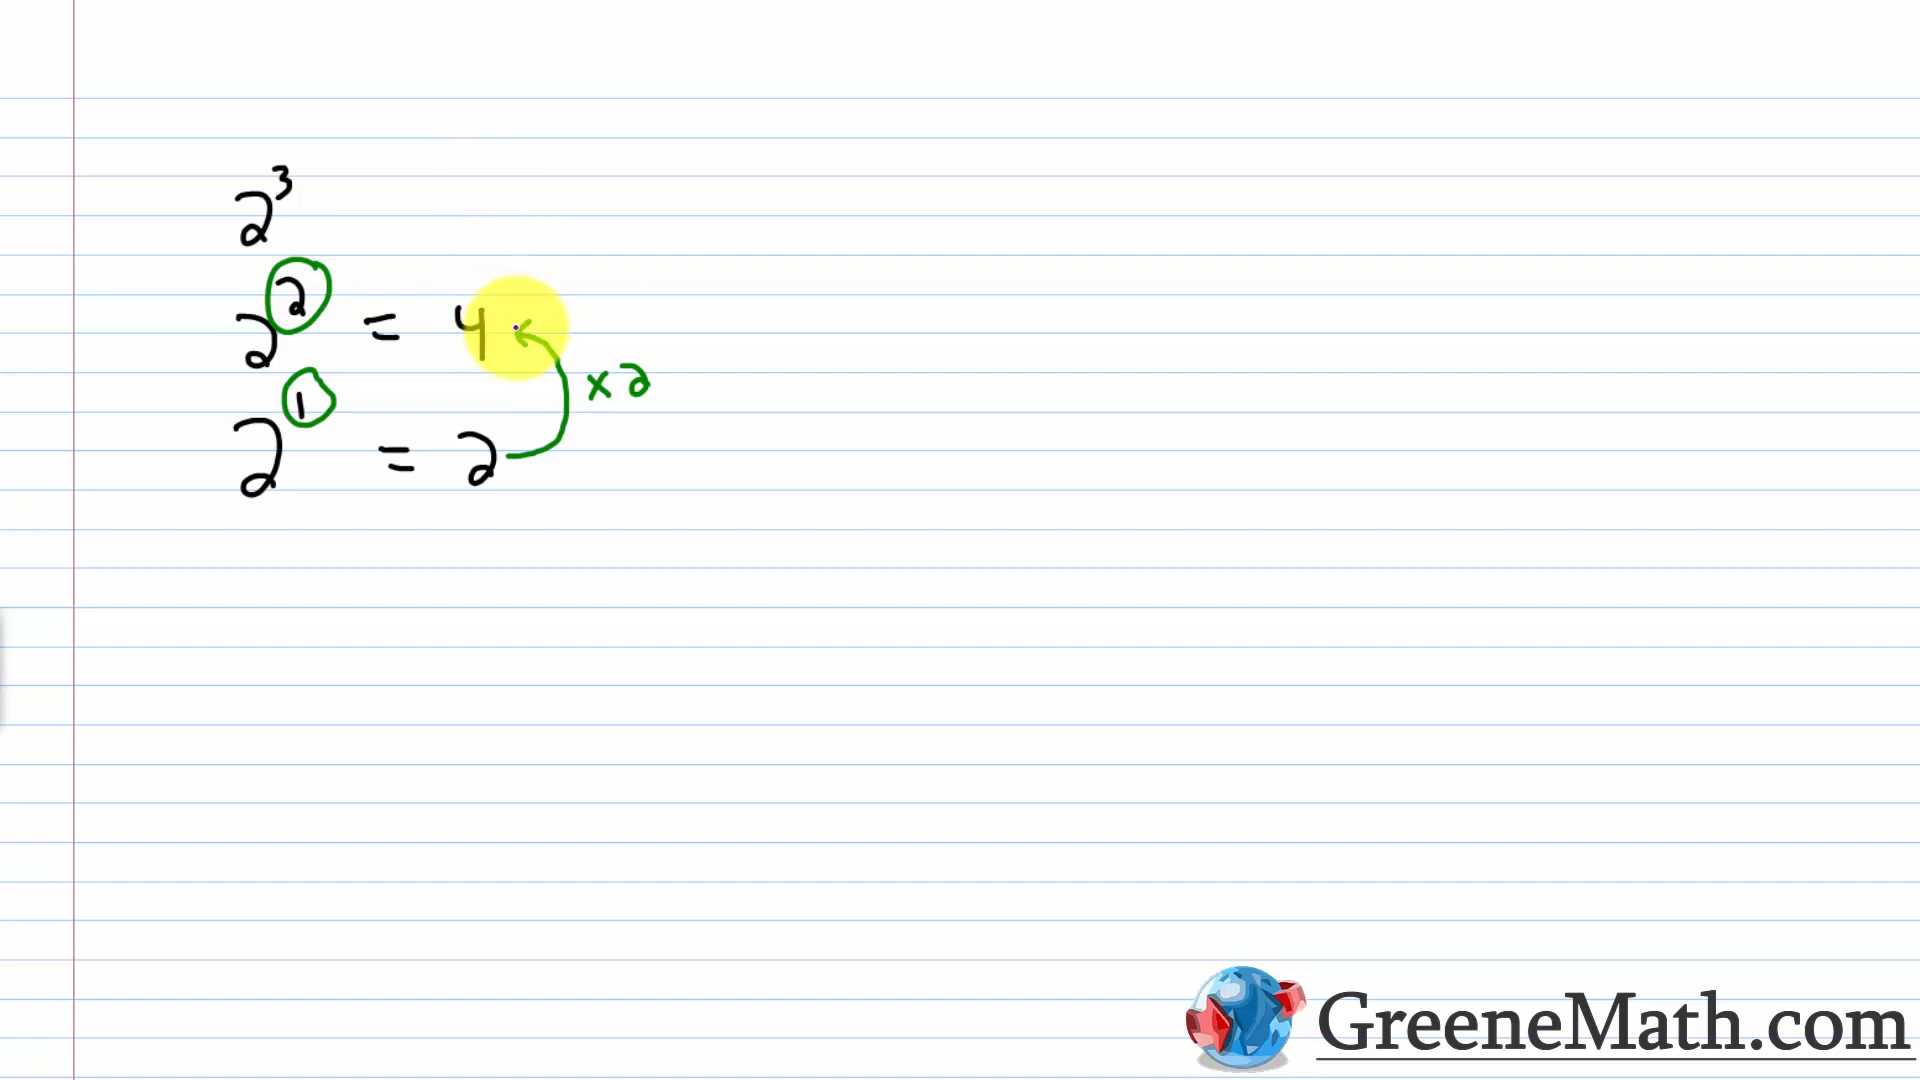 2³
2² = 4
× 2
2¹ = 2
GreeneMath.com